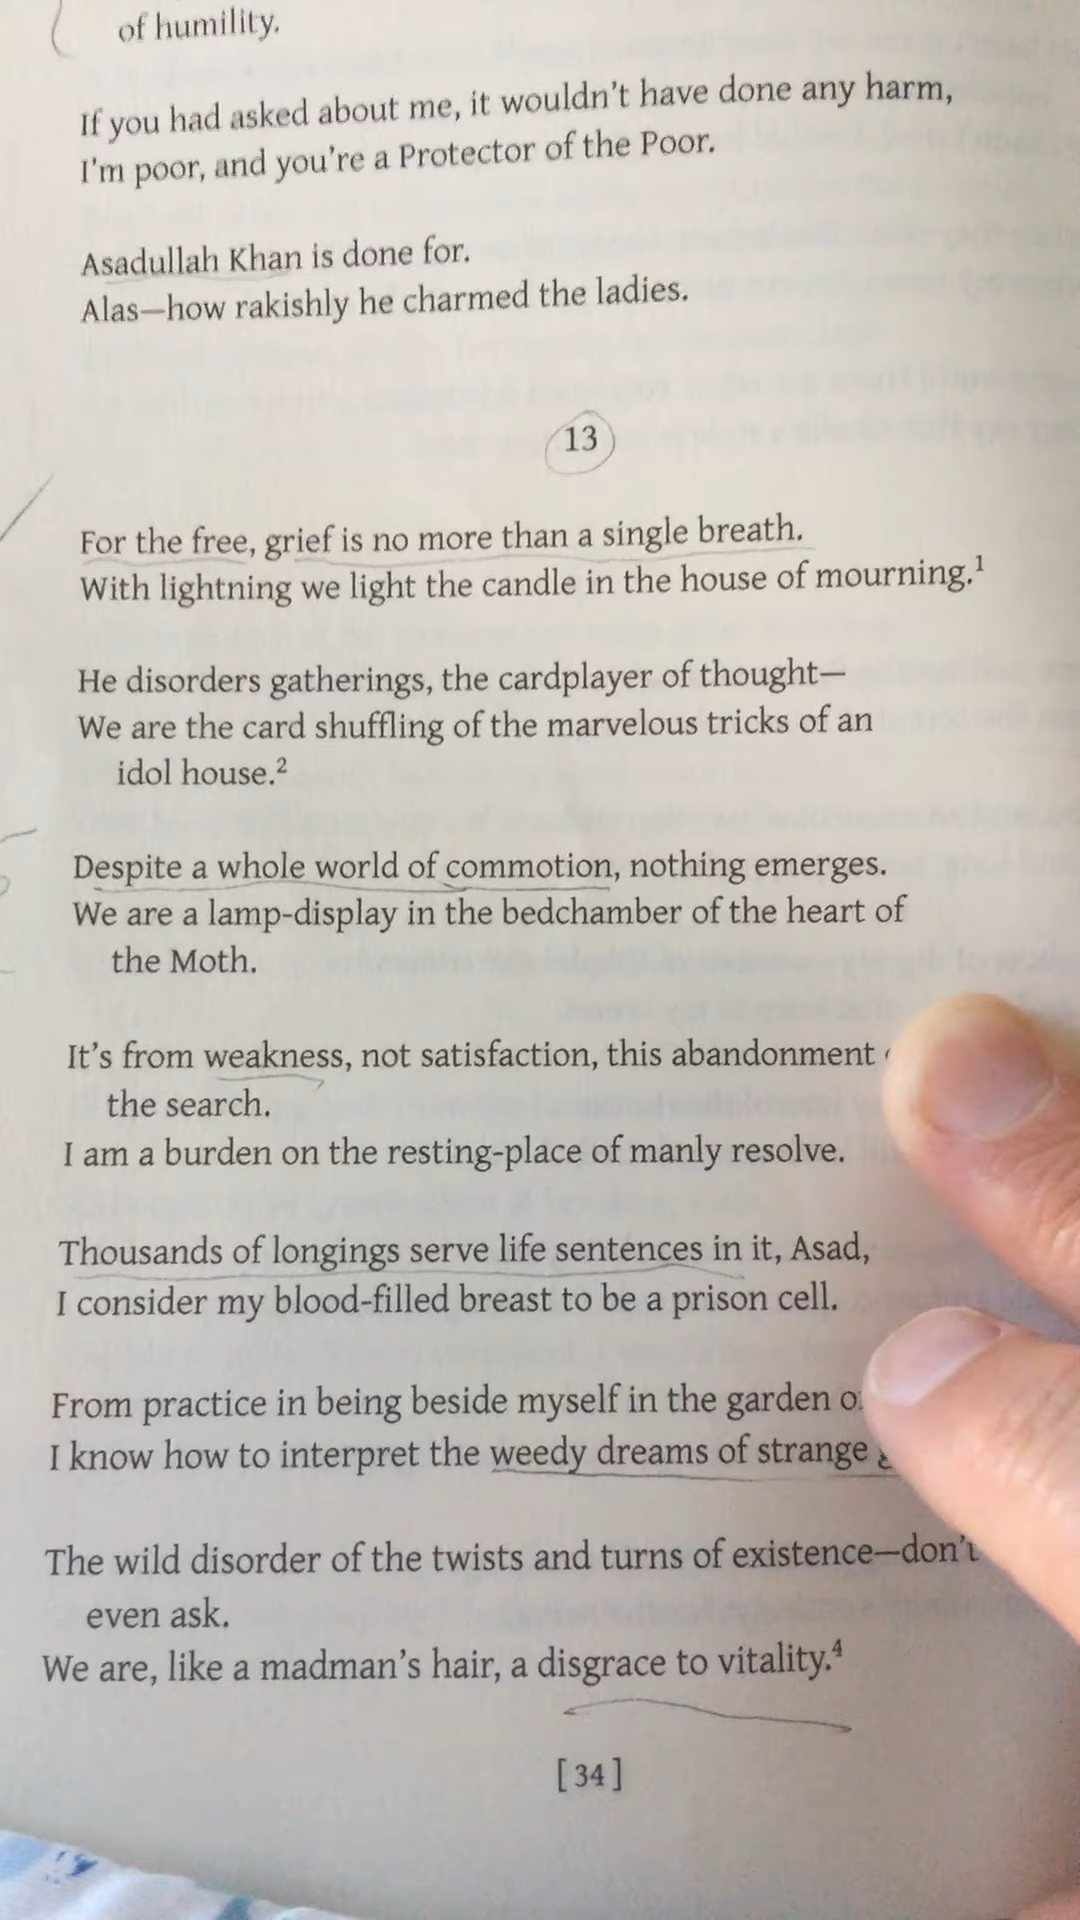 of humility.
If you had asked about me, it wouldn't have done any harm,
I'm poor, and you're a Protector of the Poor.
Asadullah Khan is done for.
Alas—how rakishly he charmed the ladies.
13
For the free, grief is no more than a single breath.
With lightning we light the candle in the house of mourning.¹
He disorders gatherings, the cardplayer of thought—
We are the card shuffling of the marvelous tricks of an
idol house.²
Despite a whole world of commotion, nothing emerges.
We are a lamp-display in the bedchamber of the heart of
the Moth.
It's from weakness, not satisfaction, this abandonment
the search.
I am a burden on the resting-place of manly resolve.
Thousands of longings serve life sentences in it, Asad,
I consider my blood-filled breast to be a prison cell.
From practice in being beside myself in the garden
I know how to interpret the weedy dreams of strange
The wild disorder of the twists and turns of existence—don't
even ask.
We are, like a madman's hair, a disgrace to vitality.⁴
[ 34 ]